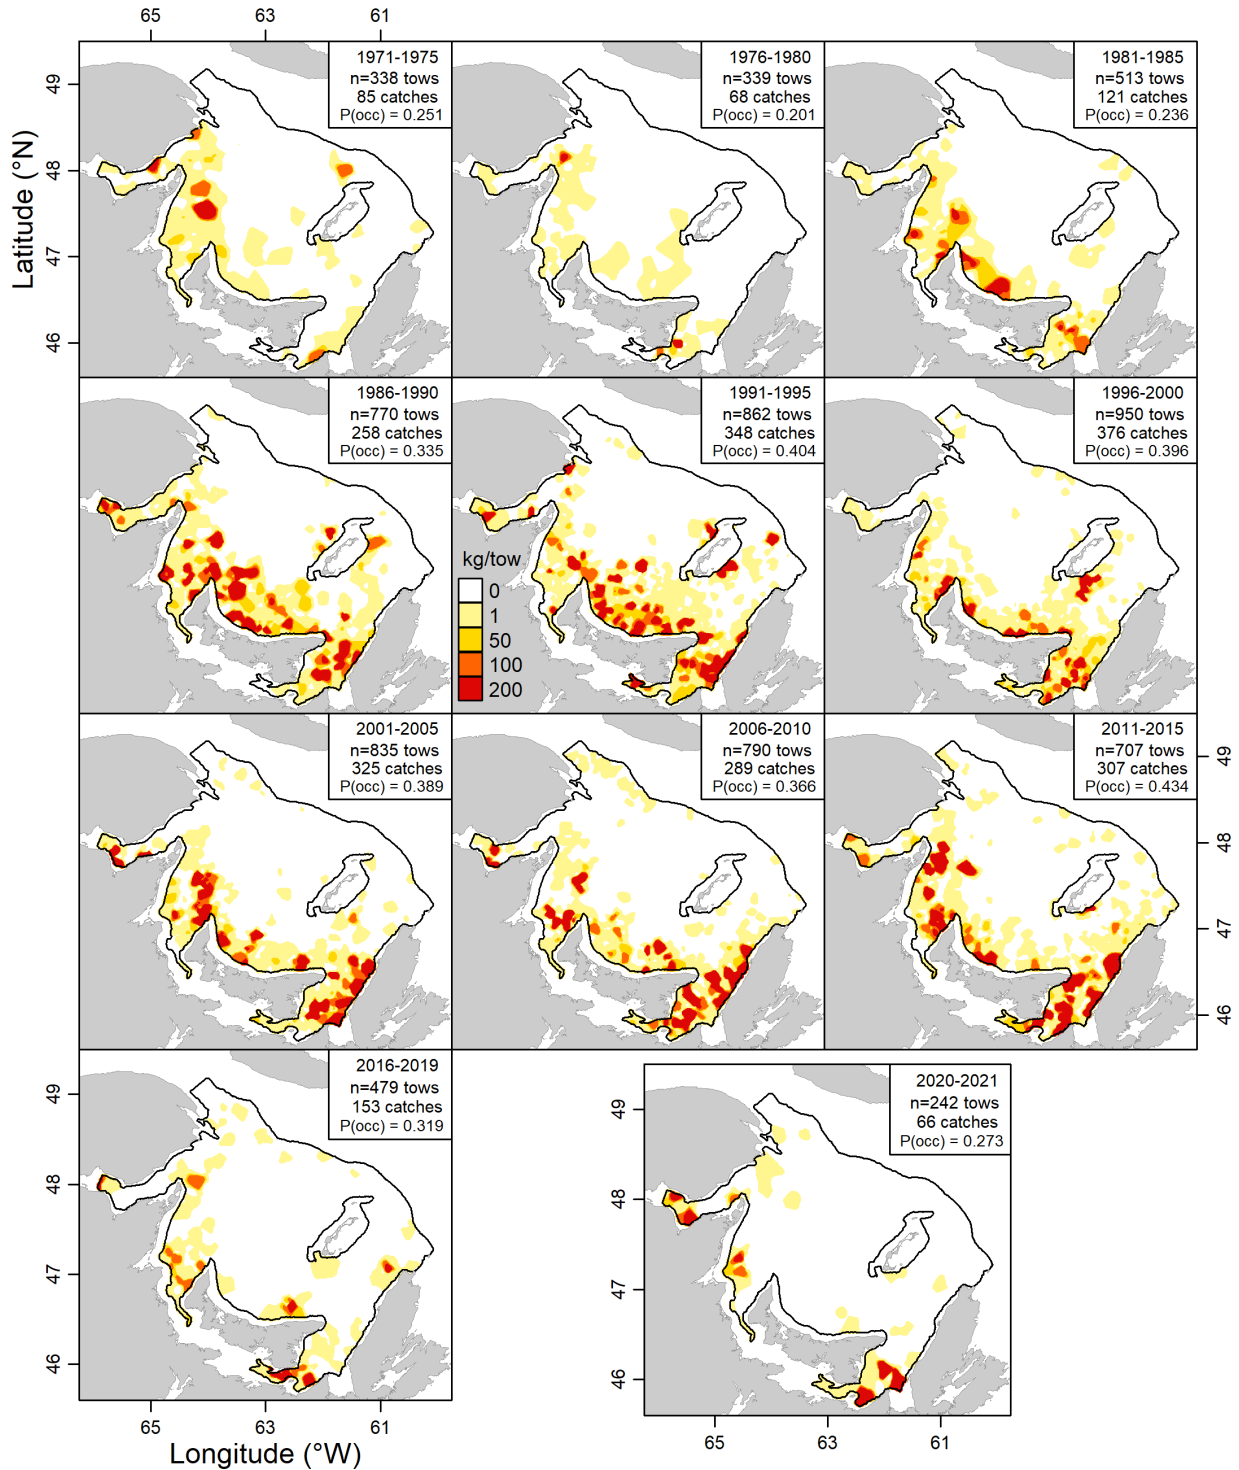 65 63 61
1971-1975
n=338 tows
85 catches
P(occ) = 0.251
1976-1980
n=339 tows
68 catches
P(occ) = 0.201
1981-1985
n=513 tows
121 catches
P(occ) = 0.236
49
48
47
46
Latitude (°N)
1986-1990
n=770 tows
258 catches
P(occ) = 0.335
1991-1995
n=862 tows
348 catches
P(occ) = 0.404
1996-2000
n=950 tows
376 catches
P(occ) = 0.396
kg/tow
0
1
50
100
200
2001-2005
n=835 tows
325 catches
P(occ) = 0.389
2006-2010
n=790 tows
289 catches
P(occ) = 0.366
2011-2015
n=707 tows
307 catches
P(occ) = 0.434
49
48
47
46
2016-2019
n=479 tows
153 catches
P(occ) = 0.319
49
48
47
46
65 63 61
Longitude (°W)
2020-2021
n=242 tows
66 catches
P(occ) = 0.273
49
48
47
46
65 63 61